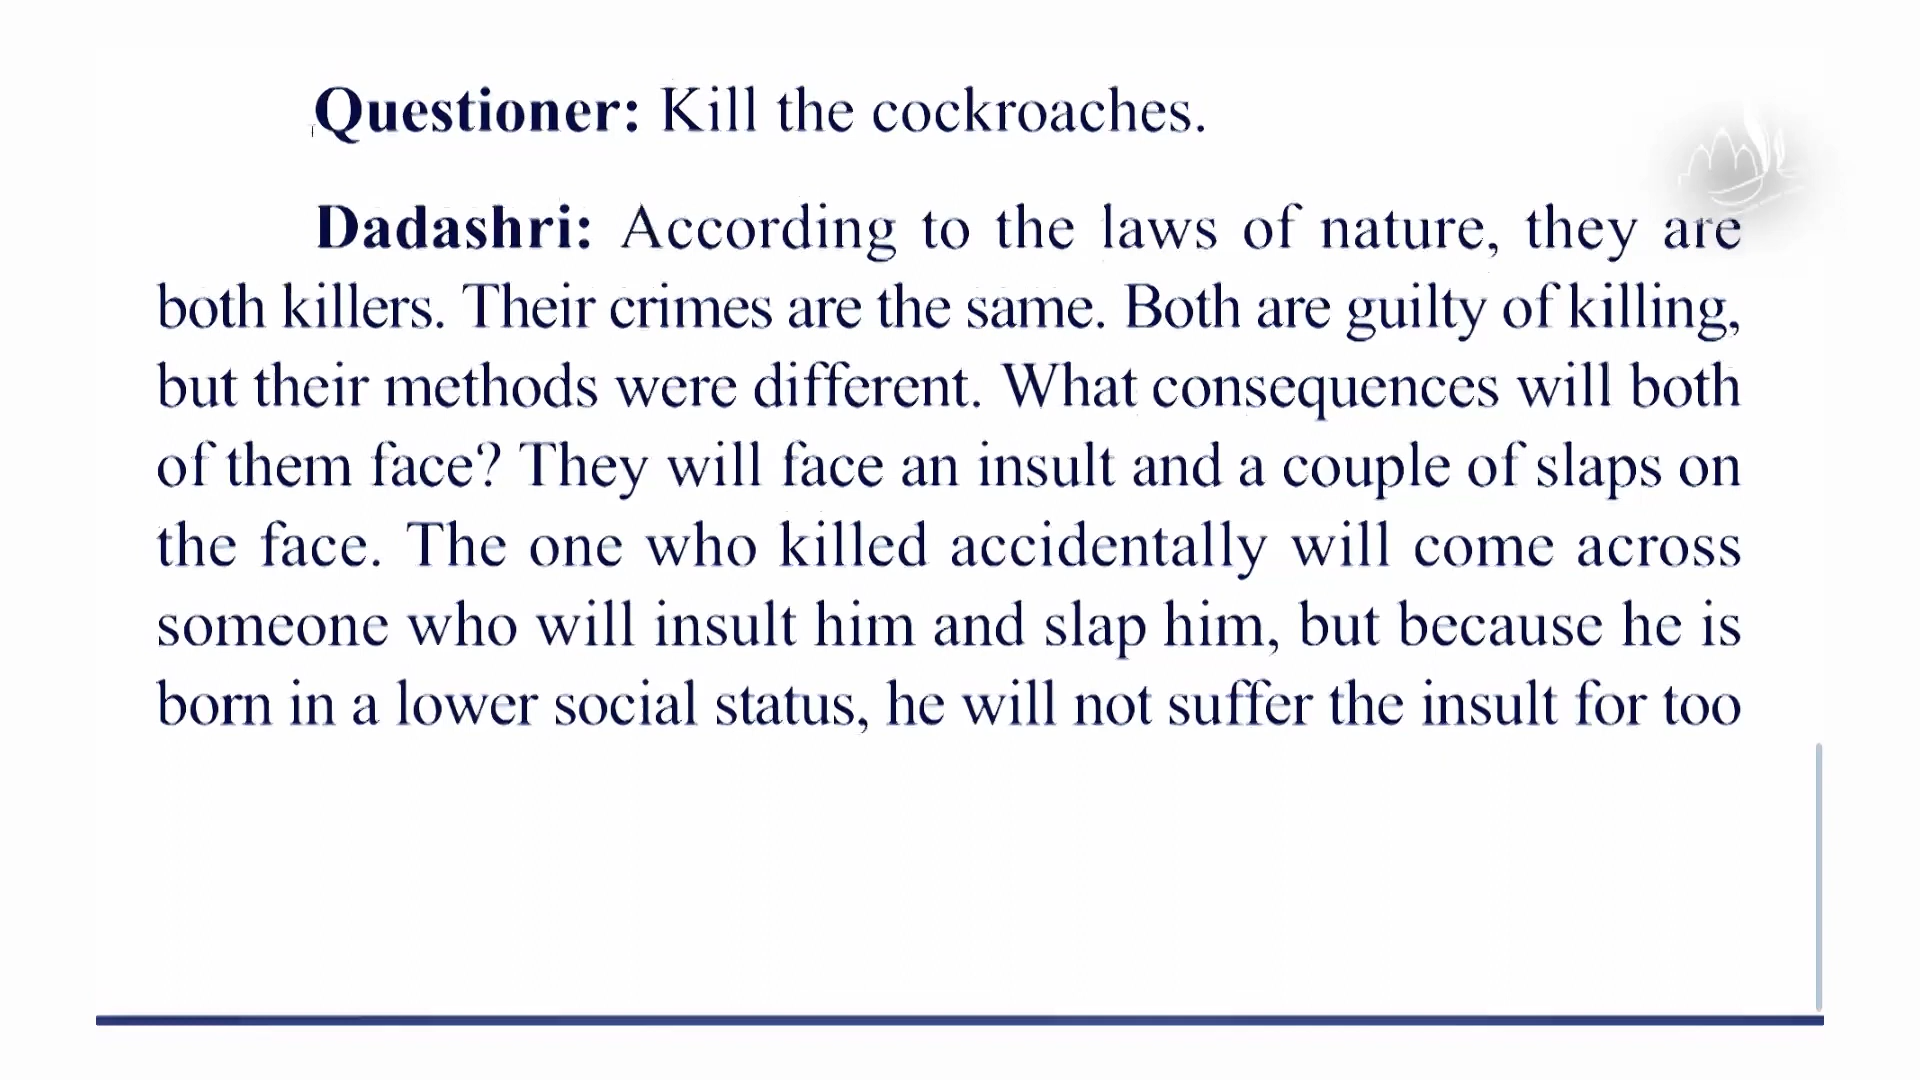 Questioner: Kill the cockroaches.
Dadashri: According to the laws of nature, they are
both killers. Their crimes are the same. Both are guilty of killing,
but their methods were different. What consequences will both
of them face? They will face an insult and a couple of slaps on
the face. The one who killed accidentally will come across
someone who will insult him and slap him, but because he is
born in a lower social status, he will not suffer the insult for too